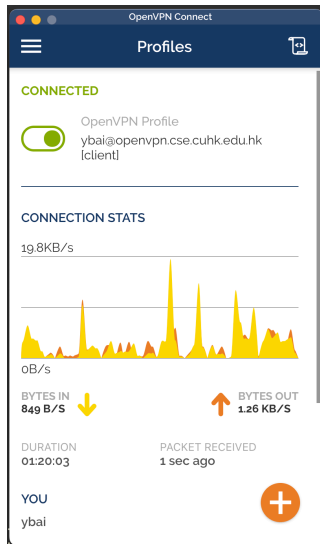 OpenVPN Connect
Profiles
CONNECTED
OpenVPN Profile
ybai@openvpn.cse.cuhk.edu.hk
[client]
CONNECTION STATS
19.8KB/s
0B/s
BYTES IN
849 B/S
BYTES OUT
1.26 KB/S
DURATION
01:20:03
PACKET RECEIVED
1 sec ago
YOU
ybai